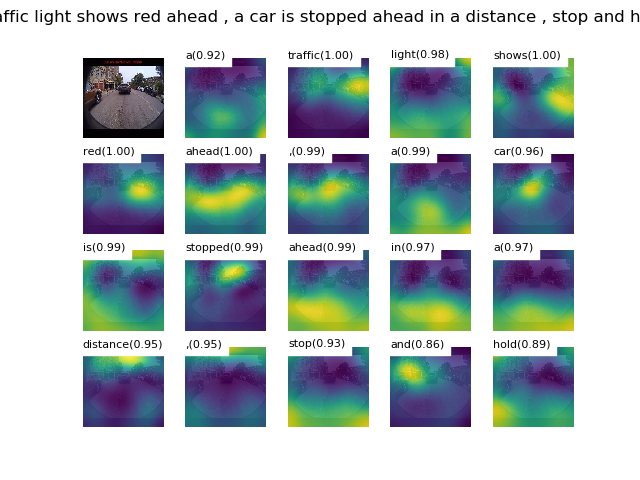 affic light shows red ahead , a car is stopped ahead in a distance , stop and h
a(0.92) traffic(1.00) light(0.98) shows(1.00)
red(1.00) ahead(1.00) ,(0.99) a(0.99) car(0.96)
is(0.99) stopped(0.99) ahead(0.99) in(0.97) a(0.97)
distance(0.95) ,(0.95) stop(0.93) and(0.86) hold(0.89)